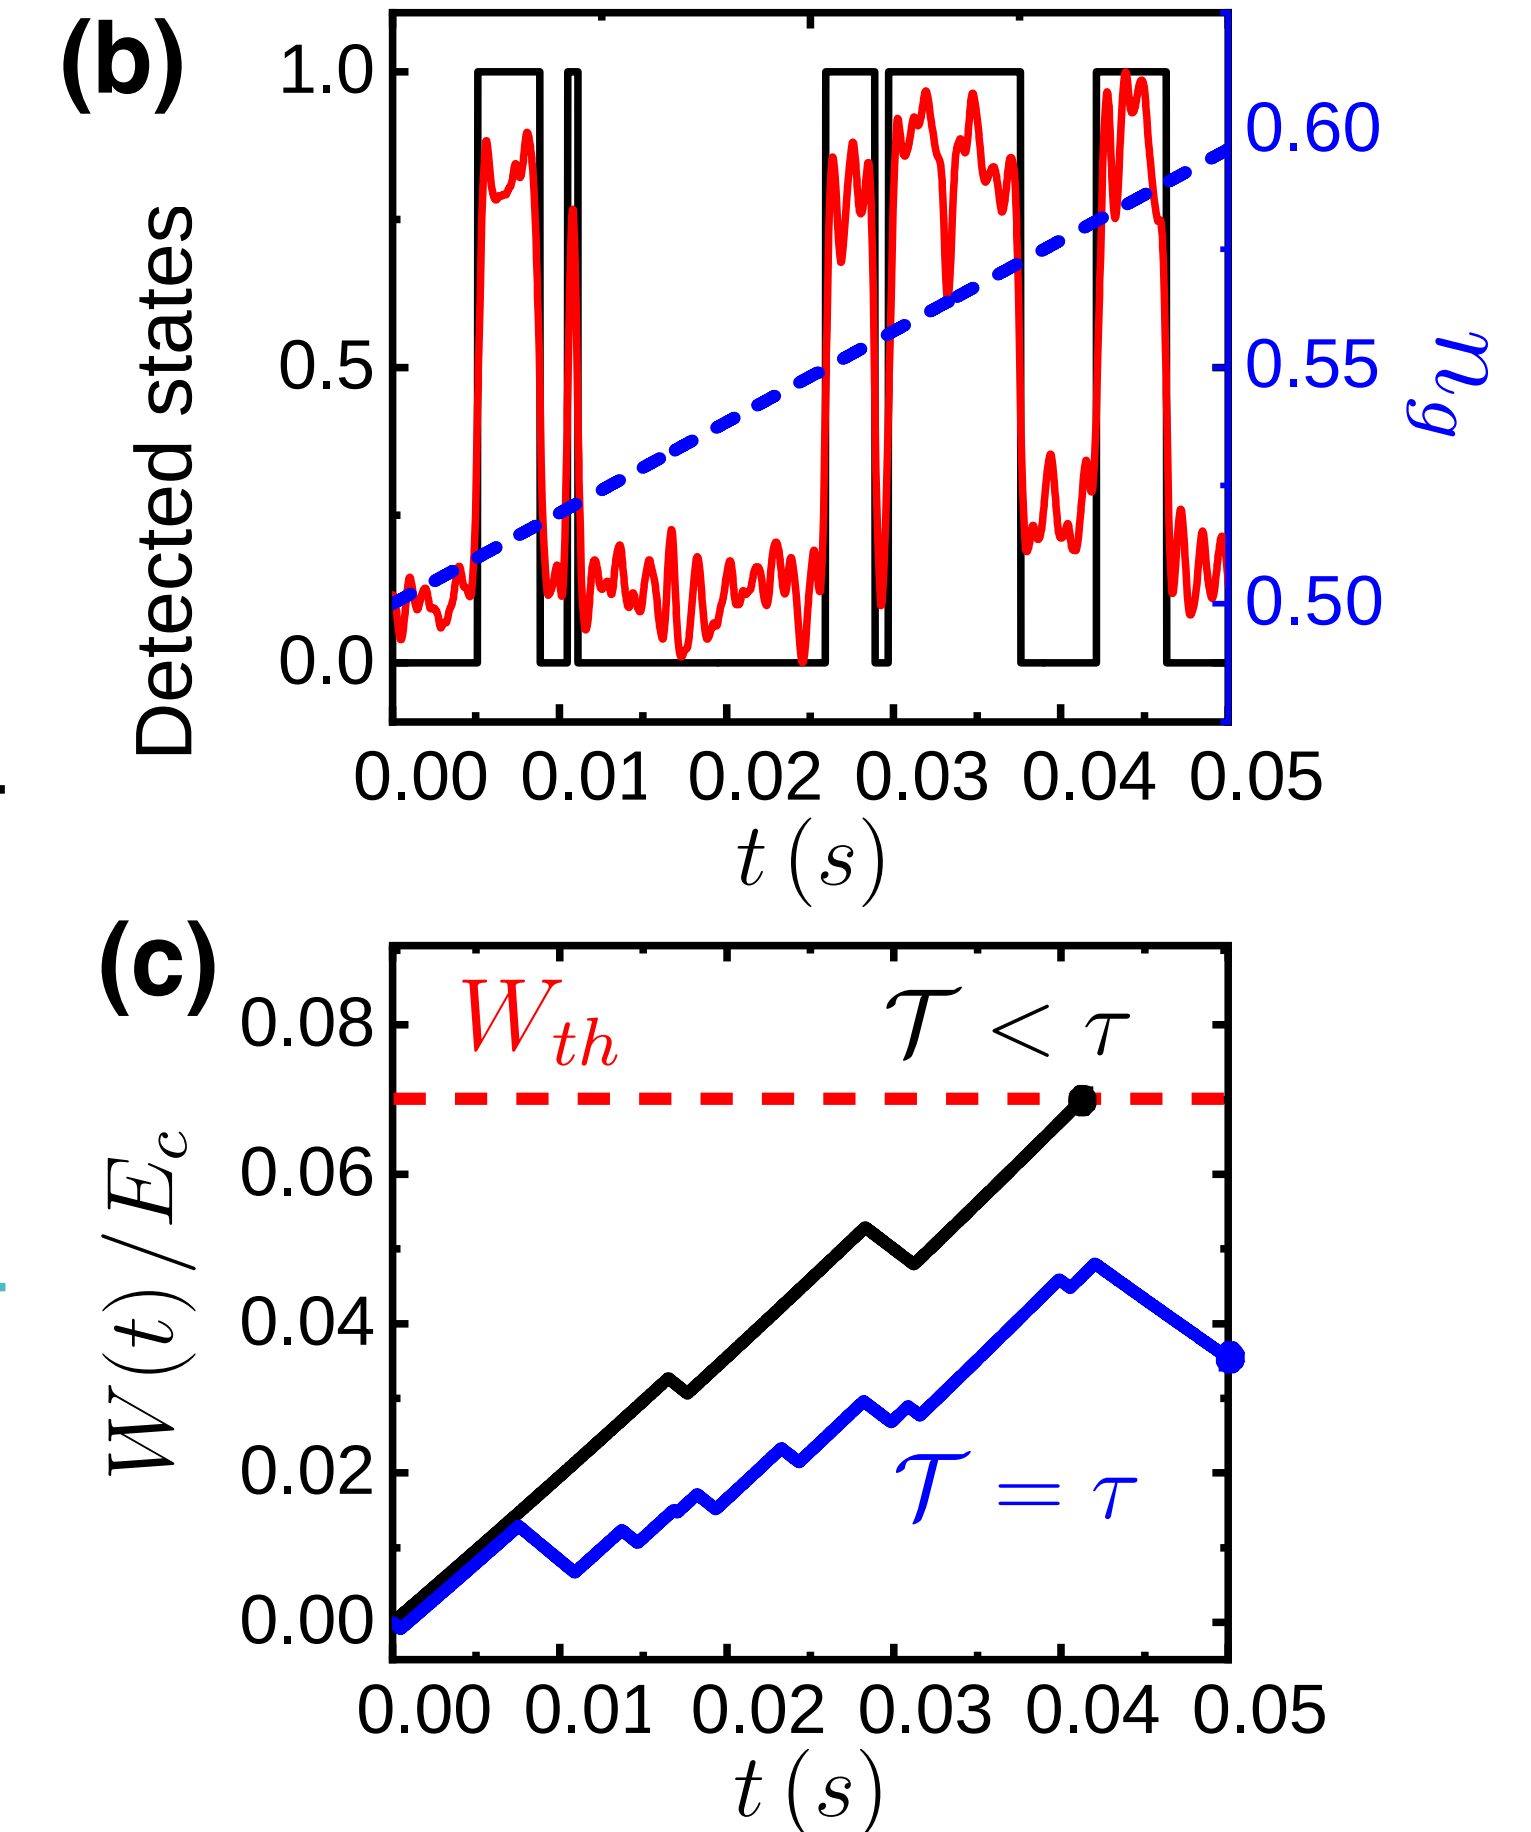 (b)
Detected states
1.0
0.5
0.0
0.60
0.55
0.50
n_g
0.00 0.01 0.02 0.03 0.04 0.05
t (s)
(c)
W(t)/E_c
0.08
0.06
0.04
0.02
0.00
W_th
𝒯 < τ
𝒯 = τ
0.00 0.01 0.02 0.03 0.04 0.05
t (s)